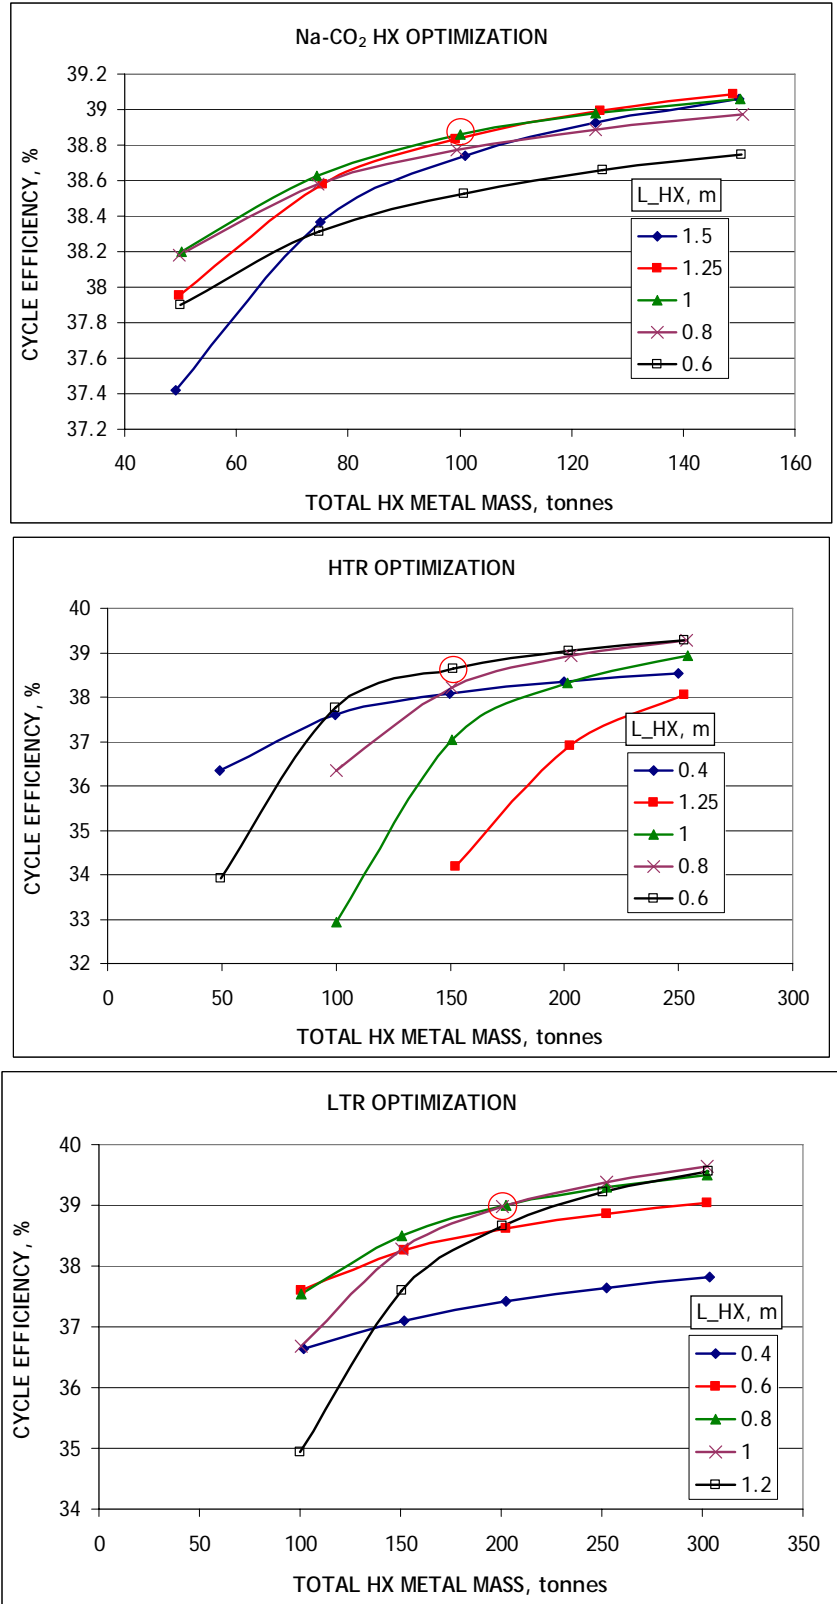 Na-CO₂ HX OPTIMIZATION
39.2
39
38.8
38.6
38.4
38.2
38
37.8
37.6
37.4
37.2
CYCLE EFFICIENCY, %
L_HX, m
1.5
1.25
1
0.8
0.6
40 60 80 100 120 140 160
TOTAL HX METAL MASS, tonnes
HTR OPTIMIZATION
40
39
38
37
36
35
34
33
32
CYCLE EFFICIENCY, %
L_HX, m
0.4
1.25
1
0.8
0.6
0 50 100 150 200 250 300
TOTAL HX METAL MASS, tonnes
LTR OPTIMIZATION
40
39
38
37
36
35
34
CYCLE EFFICIENCY, %
L_HX, m
0.4
0.6
0.8
1
1.2
0 50 100 150 200 250 300 350
TOTAL HX METAL MASS, tonnes